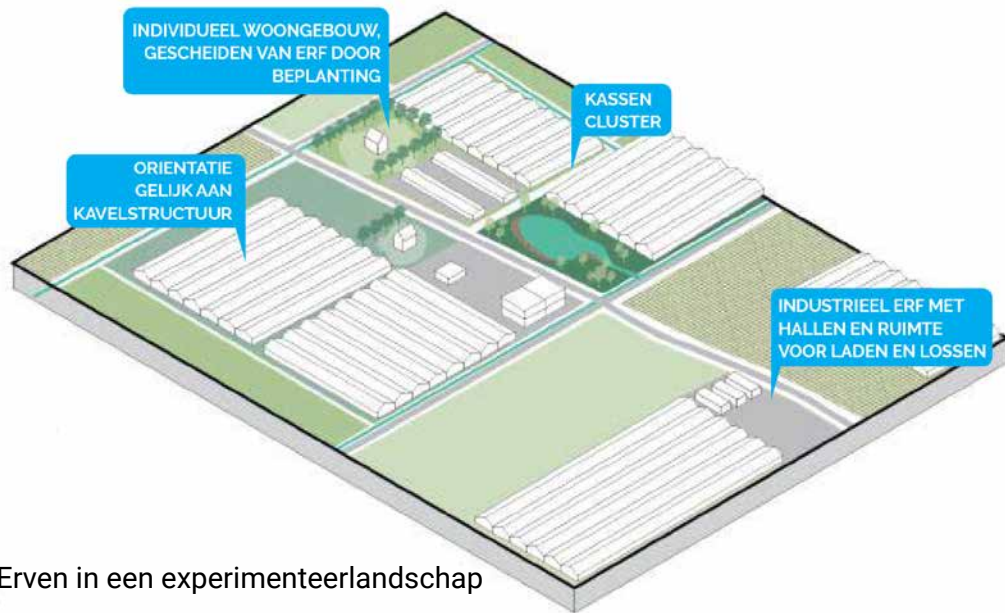 INDIVIDUEEL WOONGEBOUW,
GESCHEIDEN VAN ERF DOOR
BEPLANTING
KASSEN
CLUSTER
ORIENTATIE
GELIJK AAN
KAVELSTRUCTUUR
INDUSTRIEEL ERF MET
HALLEN EN RUIMTE
VOOR LADEN EN LOSSEN
Erven in een experimenteerlandschap